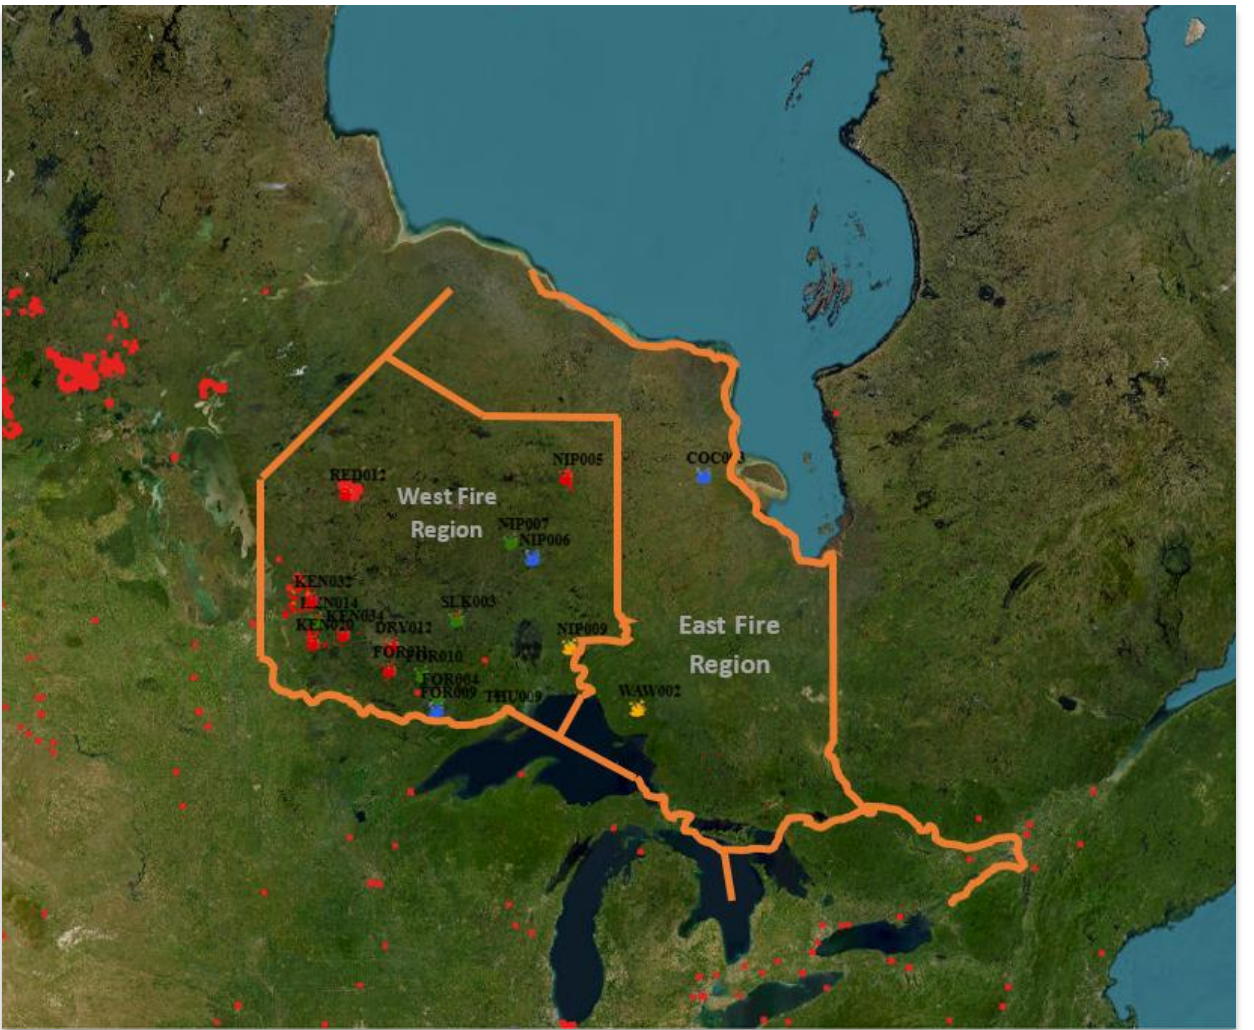 NIP005
COC003
RED012
West Fire
Region
NIP007
NIP006
KEN032
KEN014
SLK003
KEN034
KEN020
DRY012
NIP009
East Fire
Region
FOR010
FOR004
FOR009
THU009
WAW002